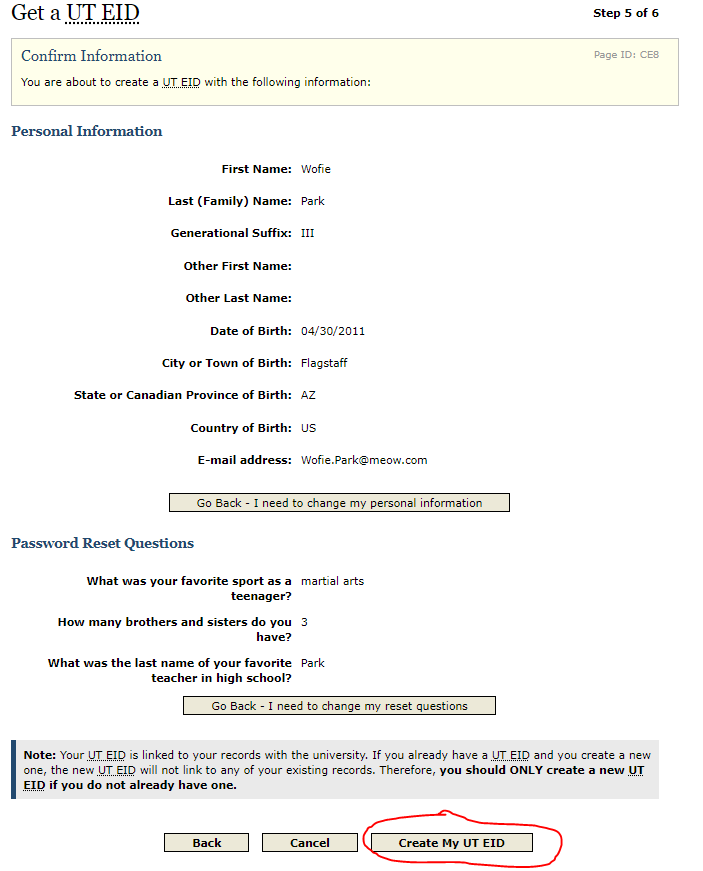 Get a UT EID
Step 5 of 6
Confirm Information
Page ID: CE8
You are about to create a UT EID with the following information:
Personal Information
First Name: Wofie
Last (Family) Name: Park
Generational Suffix: III
Other First Name:
Other Last Name:
Date of Birth: 04/30/2011
City or Town of Birth: Flagstaff
State or Canadian Province of Birth: AZ
Country of Birth: US
E-mail address: Wofie.Park@meow.com
Go Back - I need to change my personal information
Password Reset Questions
What was your favorite sport as a martial arts
teenager?
How many brothers and sisters do you 3
have?
What was the last name of your favorite Park
teacher in high school?
Go Back - I need to change my reset questions
Note: Your UT EID is linked to your records with the university. If you already have a UT EID and you create a new
one, the new UT EID will not link to any of your existing records. Therefore, you should ONLY create a new UT
EID if you do not already have one.
Back Cancel Create My UT EID